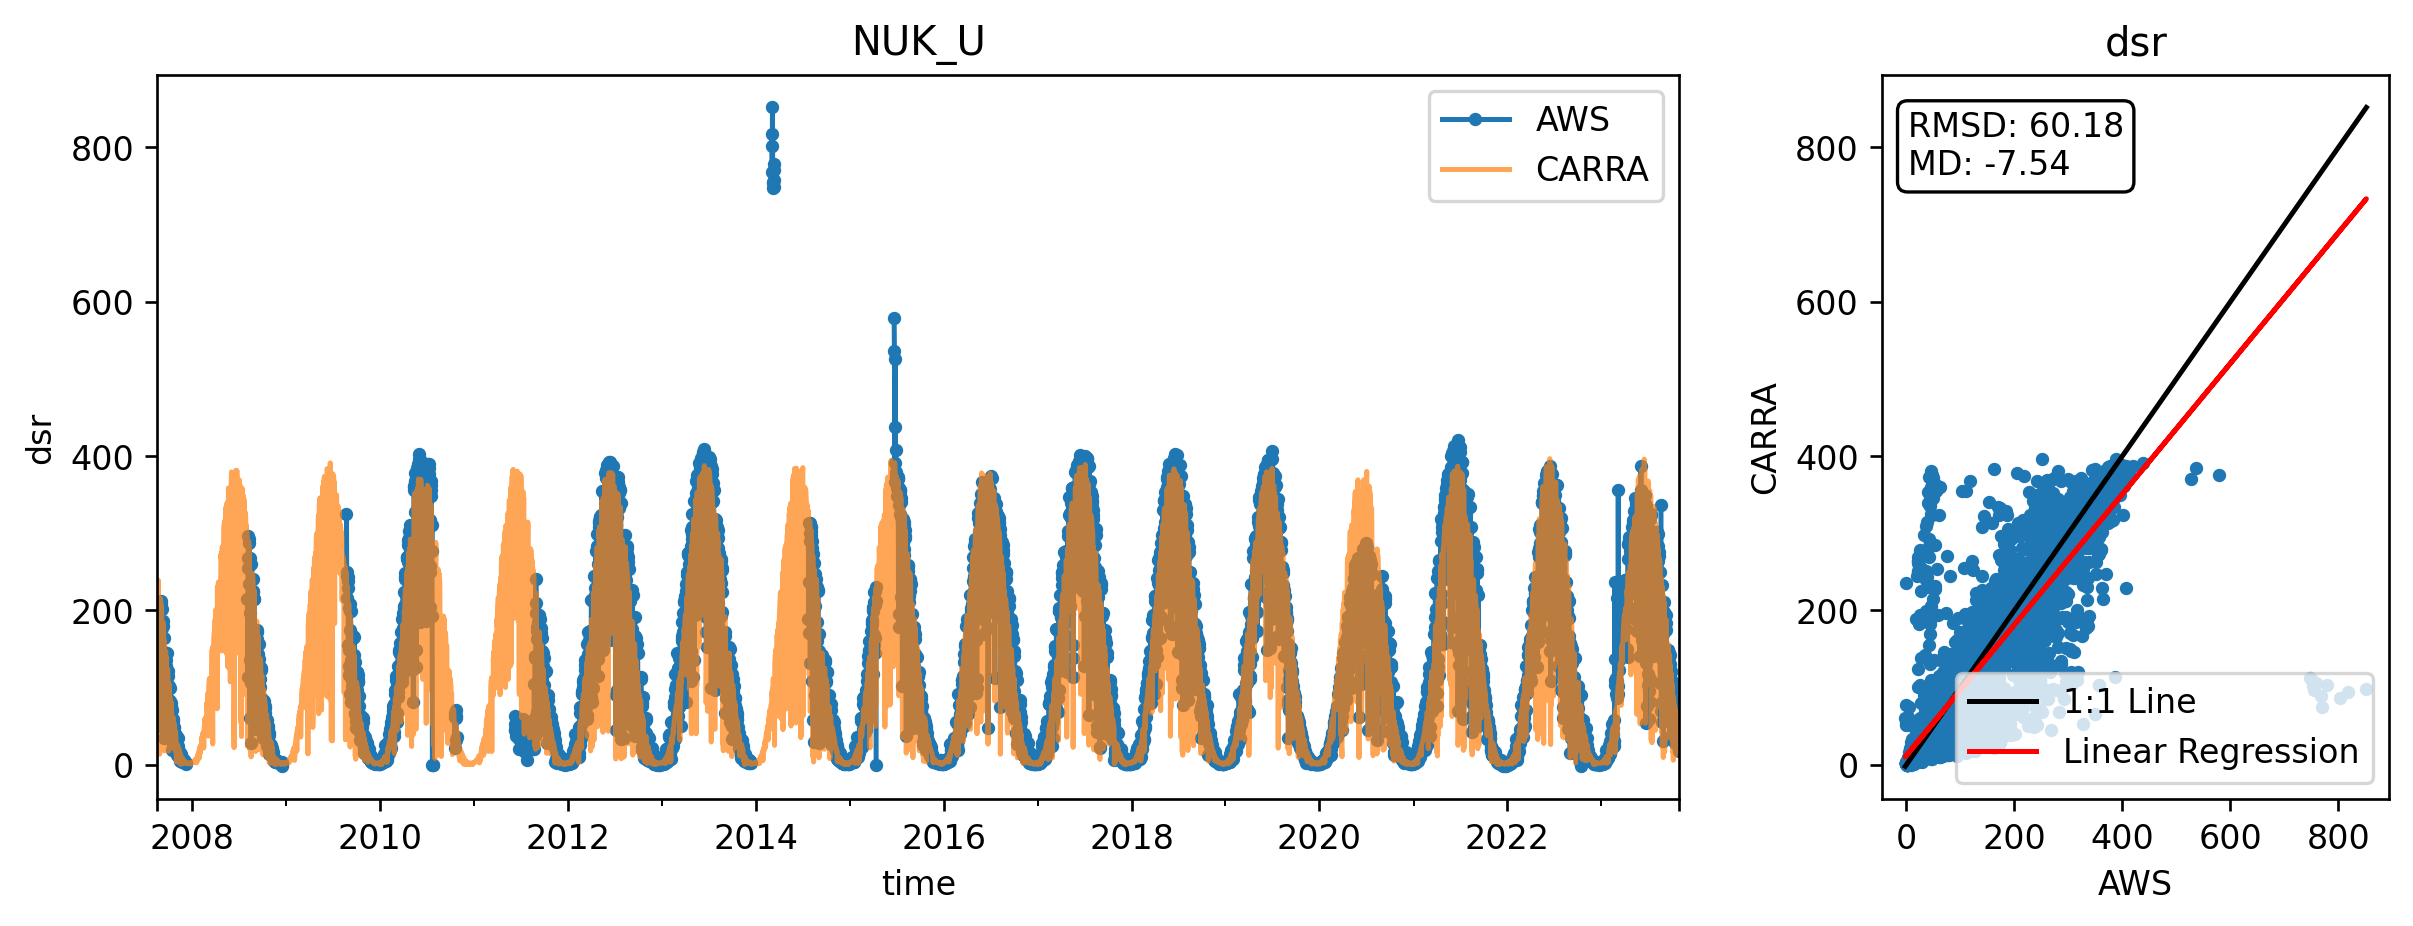 NUK_U
dsr
800
600
400
200
0
2008 2010 2012 2014 2016 2018 2020 2022
time
AWS
CARRA
dsr
CARRA
800
600
400
200
0
0 200 400 600 800
AWS
RMSD: 60.18
MD: -7.54
1:1 Line
Linear Regression